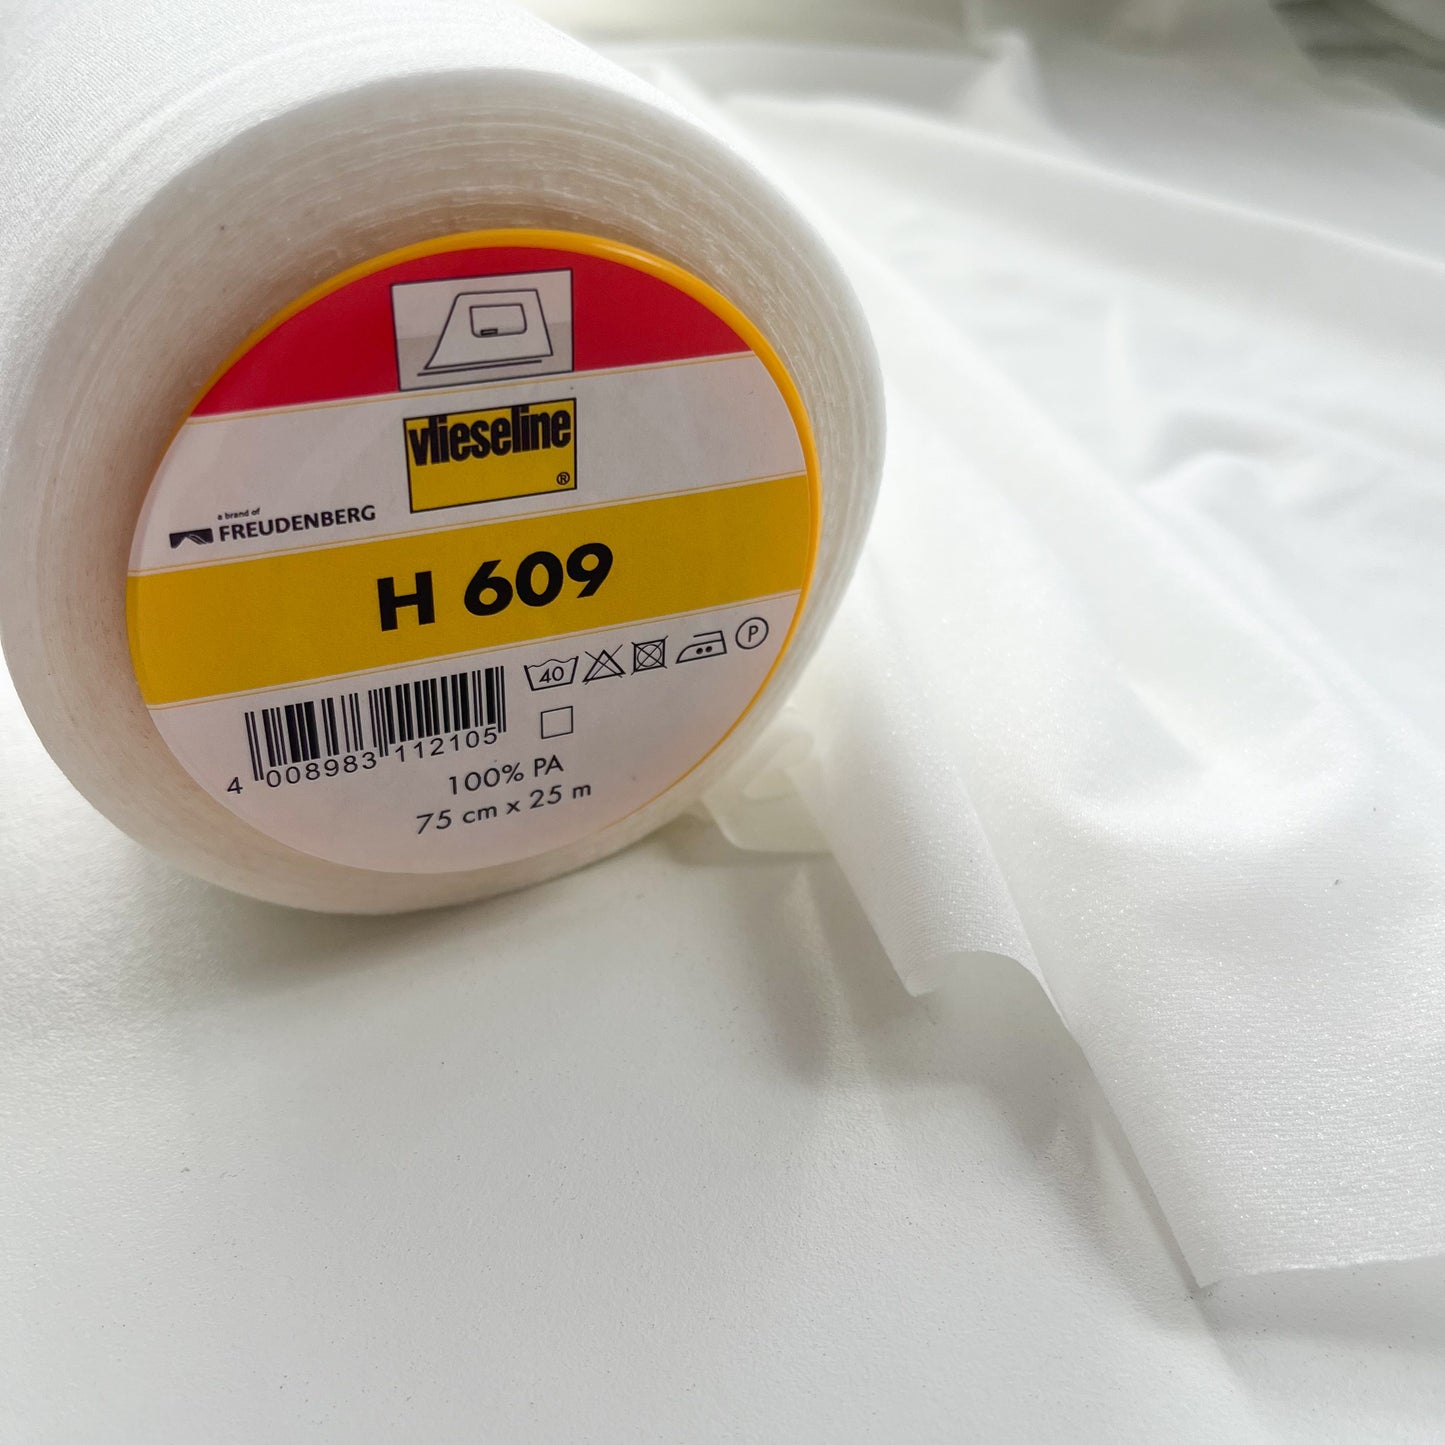 vlieseline
®
a brand of
FREUDENBERG
H 609
40
P
4 008983 112105
100% PA
75 cm x 25 m